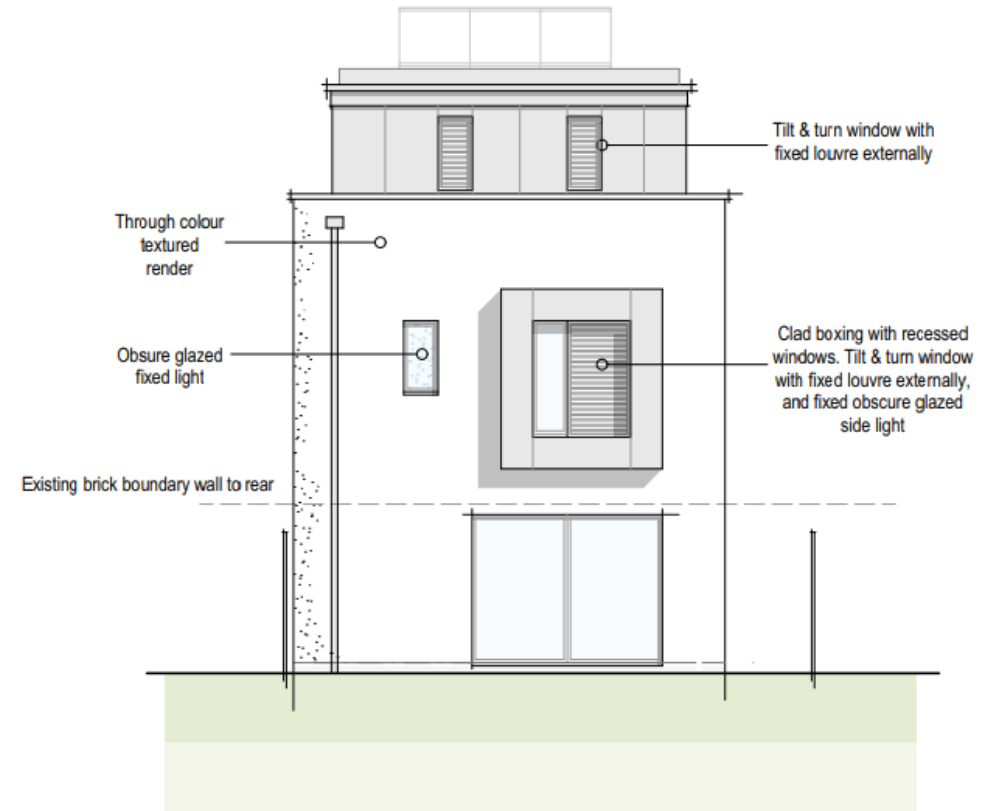 Tilt & turn window with
fixed louvre externally
Through colour
textured
render
Obsure glazed
fixed light
Clad boxing with recessed
windows. Tilt & turn window
with fixed louvre externally,
and fixed obscure glazed
side light
Existing brick boundary wall to rear